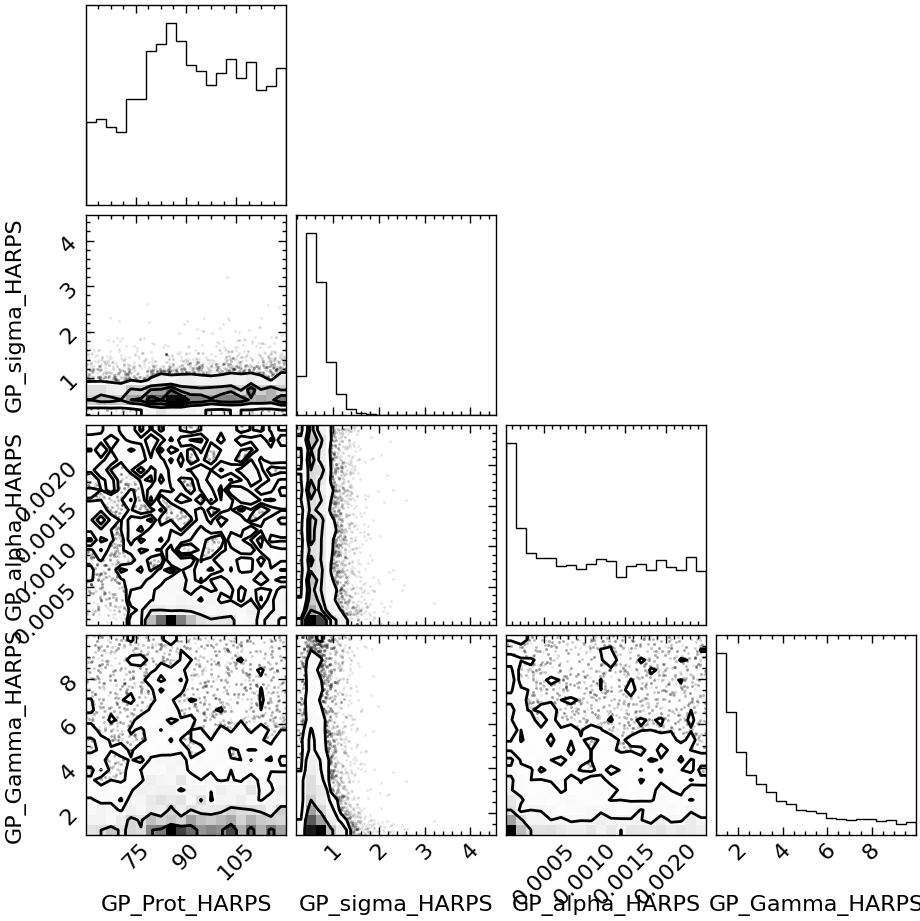 GP_sigma_HARPS
4
3
2
1
GP_alpha_HARPS
0.0020
0.0015
0.0010
0.0005
GP_Gamma_HARPS
8
6
4
2
75 90 105
1 2 3 4
0.0005 0.0010 0.0015 0.0020
2 4 6 8
GP_Prot_HARPS GP_sigma_HARPS GP_alpha_HARPS GP_Gamma_HARPS